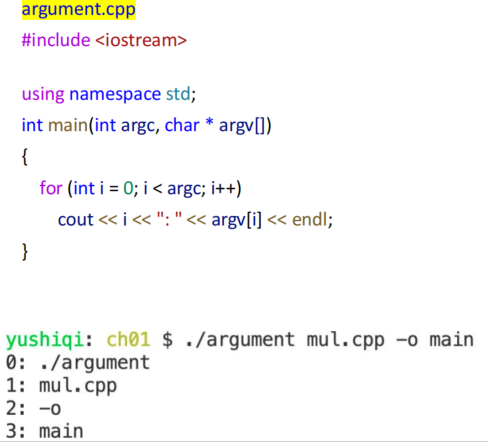 argument.cpp
#include <iostream>
using namespace std;
int main(int argc, char * argv[])
{
for (int i = 0; i < argc; i++)
cout << i << ": " << argv[i] << endl;
}
yushiqi: ch01 $ ./argument mul.cpp -o main
0: ./argument
1: mul.cpp
2: -o
3: main